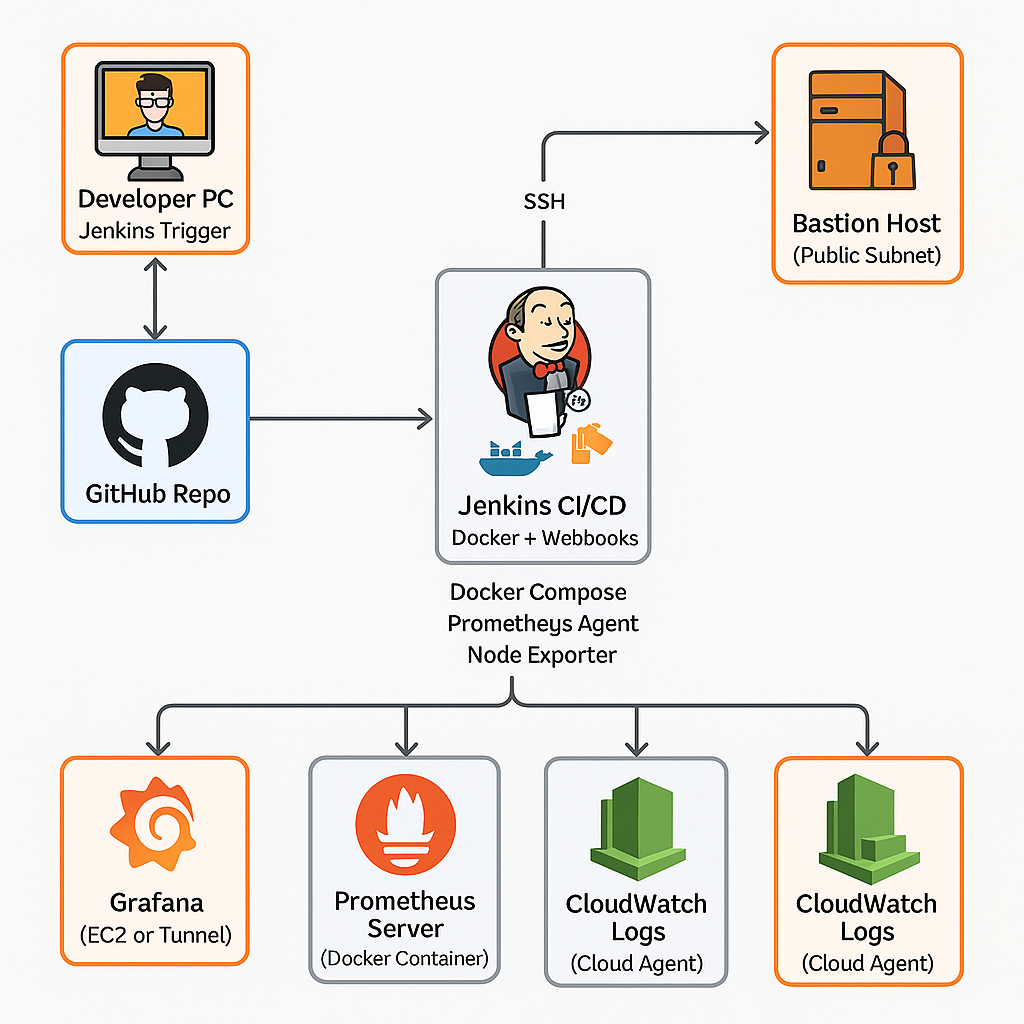 Developer PC
Jenkins Trigger
SSH
Bastion Host
(Public Subnet)
GitHub Repo
Jenkins CI/CD
Docker + Webbooks
Docker Compose
Prometheys Agent
Node Exporter
Grafana
(EC2 or Tunnel)
Prometheus
Server
(Docker Container)
CloudWatch
Logs
(Cloud Agent)
CloudWatch
Logs
(Cloud Agent)